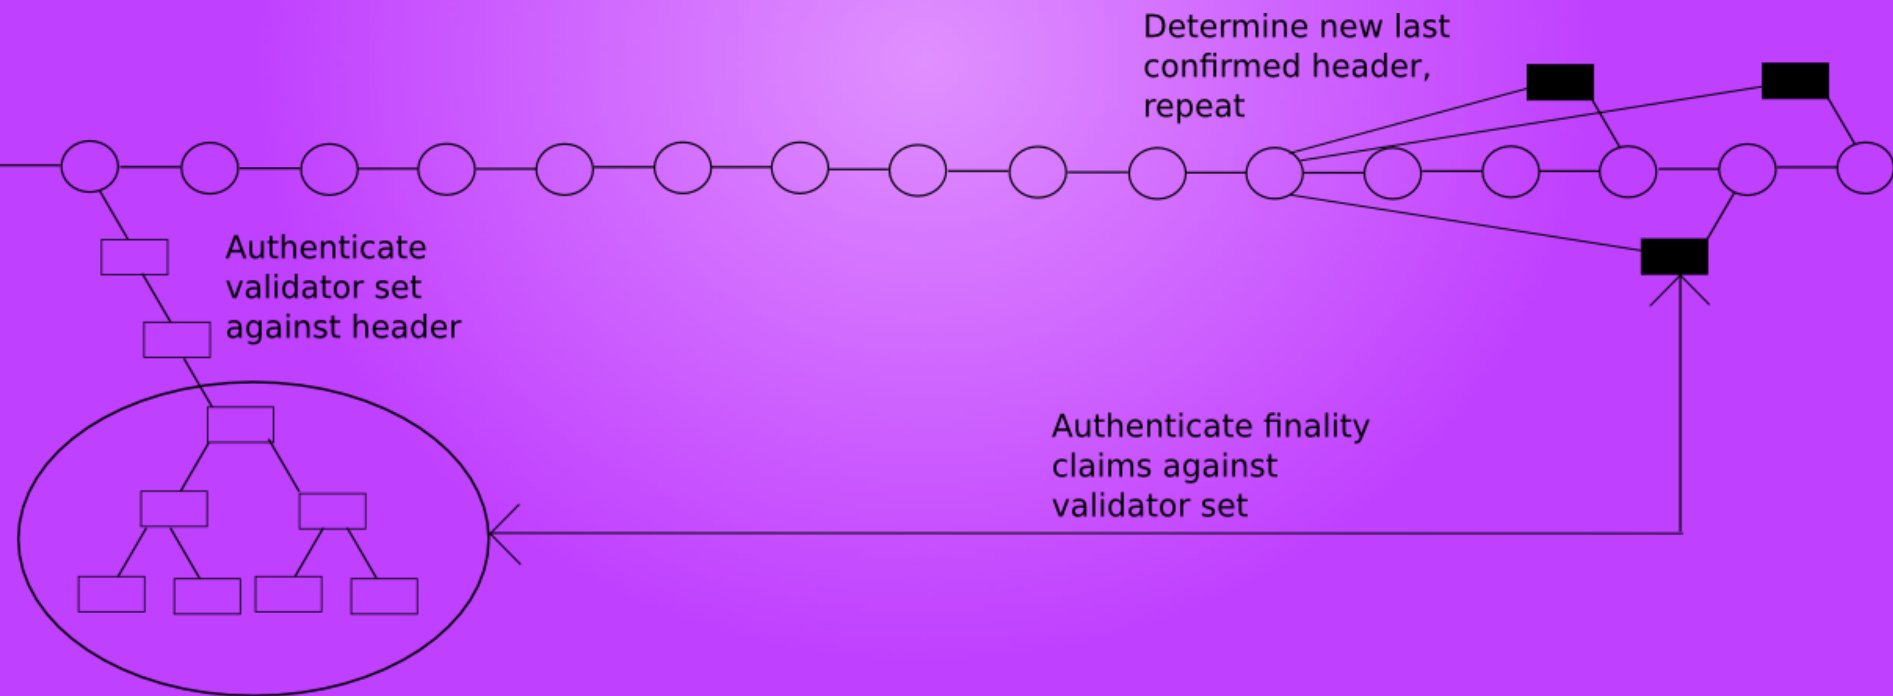 Determine new last
confirmed header,
repeat
Authenticate
validator set
against header
Authenticate finality
claims against
validator set